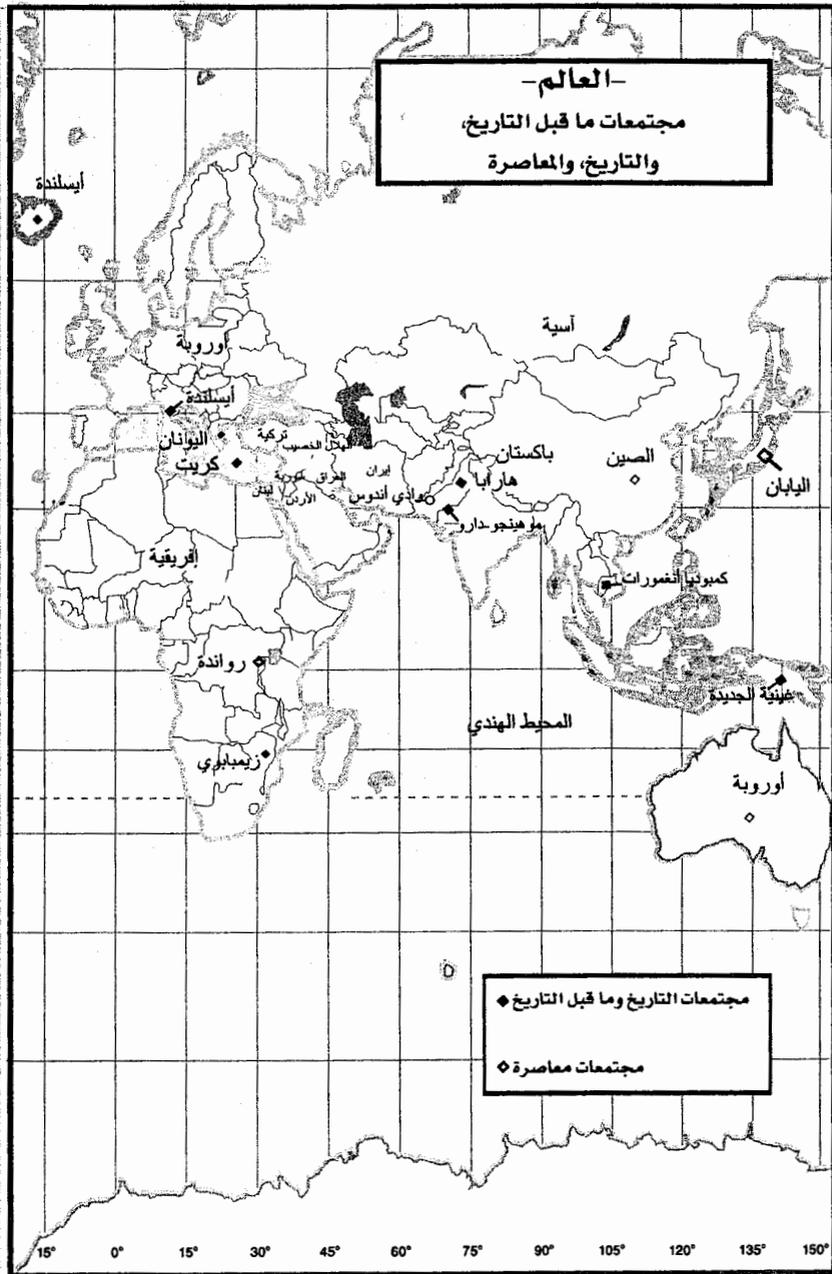 -العالم-
مجتمعات ما قبل التاريخ،
والتاريخ، والمعاصرة
أيسلندة
آسية
أوروبة
أيسلندة
اليونان
تركية
الهلال الخصيب
كريت
سورية
العراق
إيران
لبنان
الأردن
باكستان
هارابا
وادي أندوس
موهينجو-دارو
الصين
اليابان
إفريقية
كمبوديا أنغمورات
رواندة
غينية الجديدة
المحيط الهندي
زيمبابوي
أوروبة
مجتمعات التاريخ وما قبل التاريخ
مجتمعات معاصرة
15° 0° 15° 30° 45° 60° 75° 90° 105° 120° 135° 150°